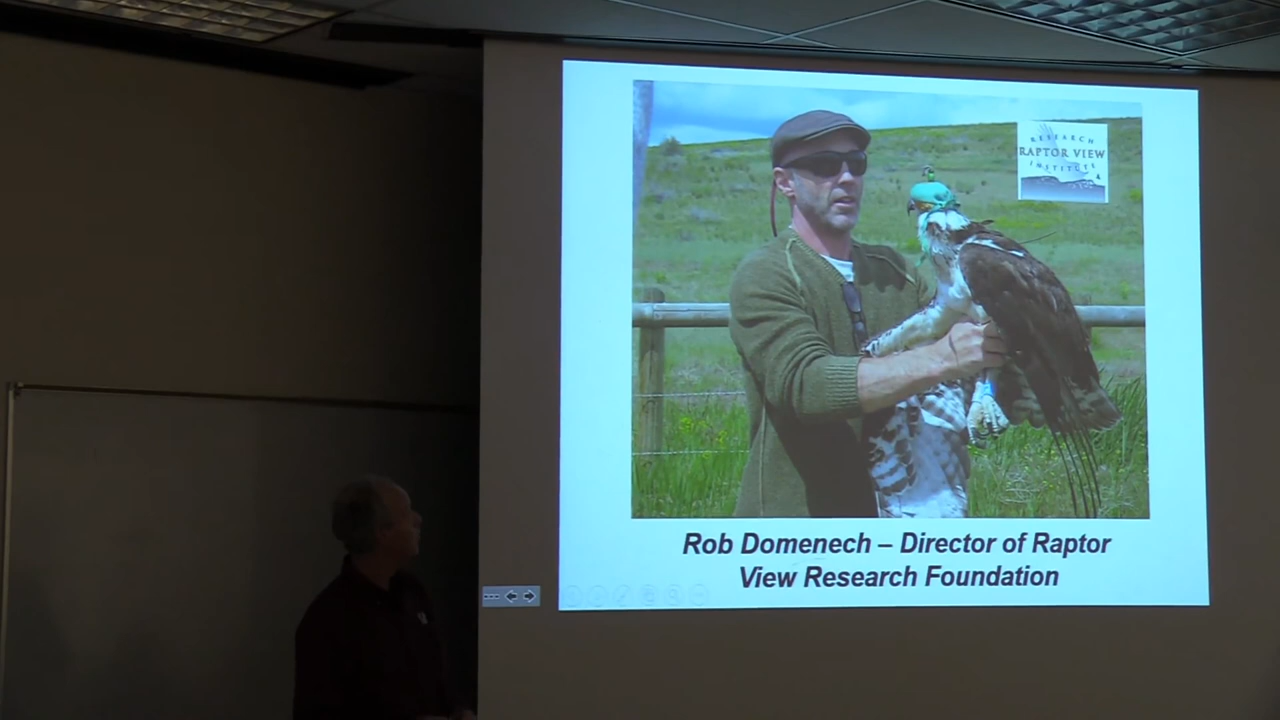 RESEARCH
RAPTOR VIEW
INSTITUTE
Rob Domenech – Director of Raptor
View Research Foundation